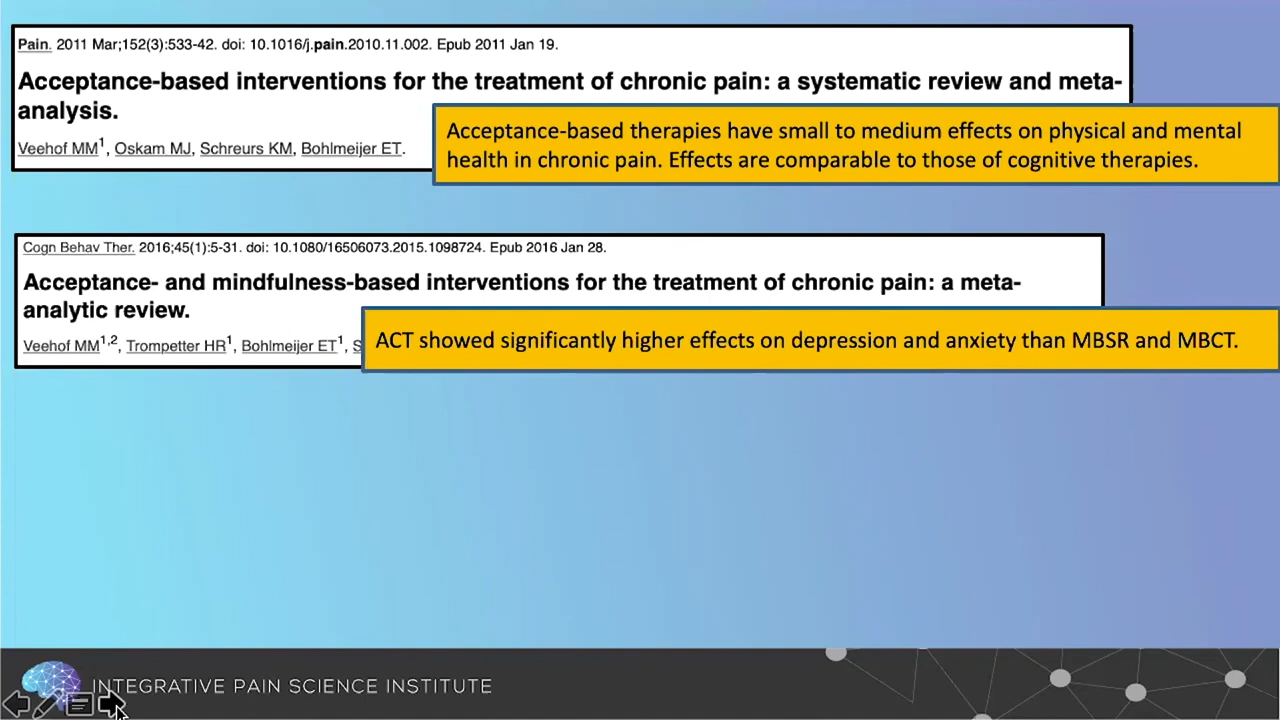 Pain. 2011 Mar;152(3):533-42. doi: 10.1016/j.pain.2010.11.002. Epub 2011 Jan 19.
Acceptance-based interventions for the treatment of chronic pain: a systematic review and meta-
analysis.
Veehof MM1, Oskam MJ, Schreurs KM, Bohlmeijer ET.
Acceptance-based therapies have small to medium effects on physical and mental
health in chronic pain. Effects are comparable to those of cognitive therapies.
Cogn Behav Ther. 2016;45(1):5-31. doi: 10.1080/16506073.2015.1098724. Epub 2016 Jan 28.
Acceptance- and mindfulness-based interventions for the treatment of chronic pain: a meta-
analytic review.
Veehof MM1,2, Trompetter HR1, Bohlmeijer ET1, S
ACT showed significantly higher effects on depression and anxiety than MBSR and MBCT.
INTEGRATIVE PAIN SCIENCE INSTITUTE